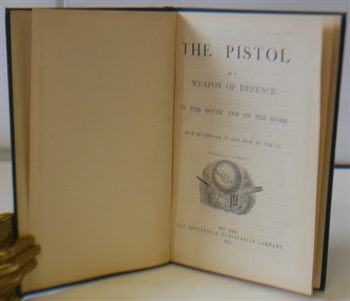 THE PISTOL
AS A
WEAPON OF DEFENCE
IN THE HOUSE AND ON THE ROAD.
HOW TO CHOOSE IT AND HOW TO USE IT.
NEW YORK:
THE INDUSTRIAL PUBLICATION COMPANY.